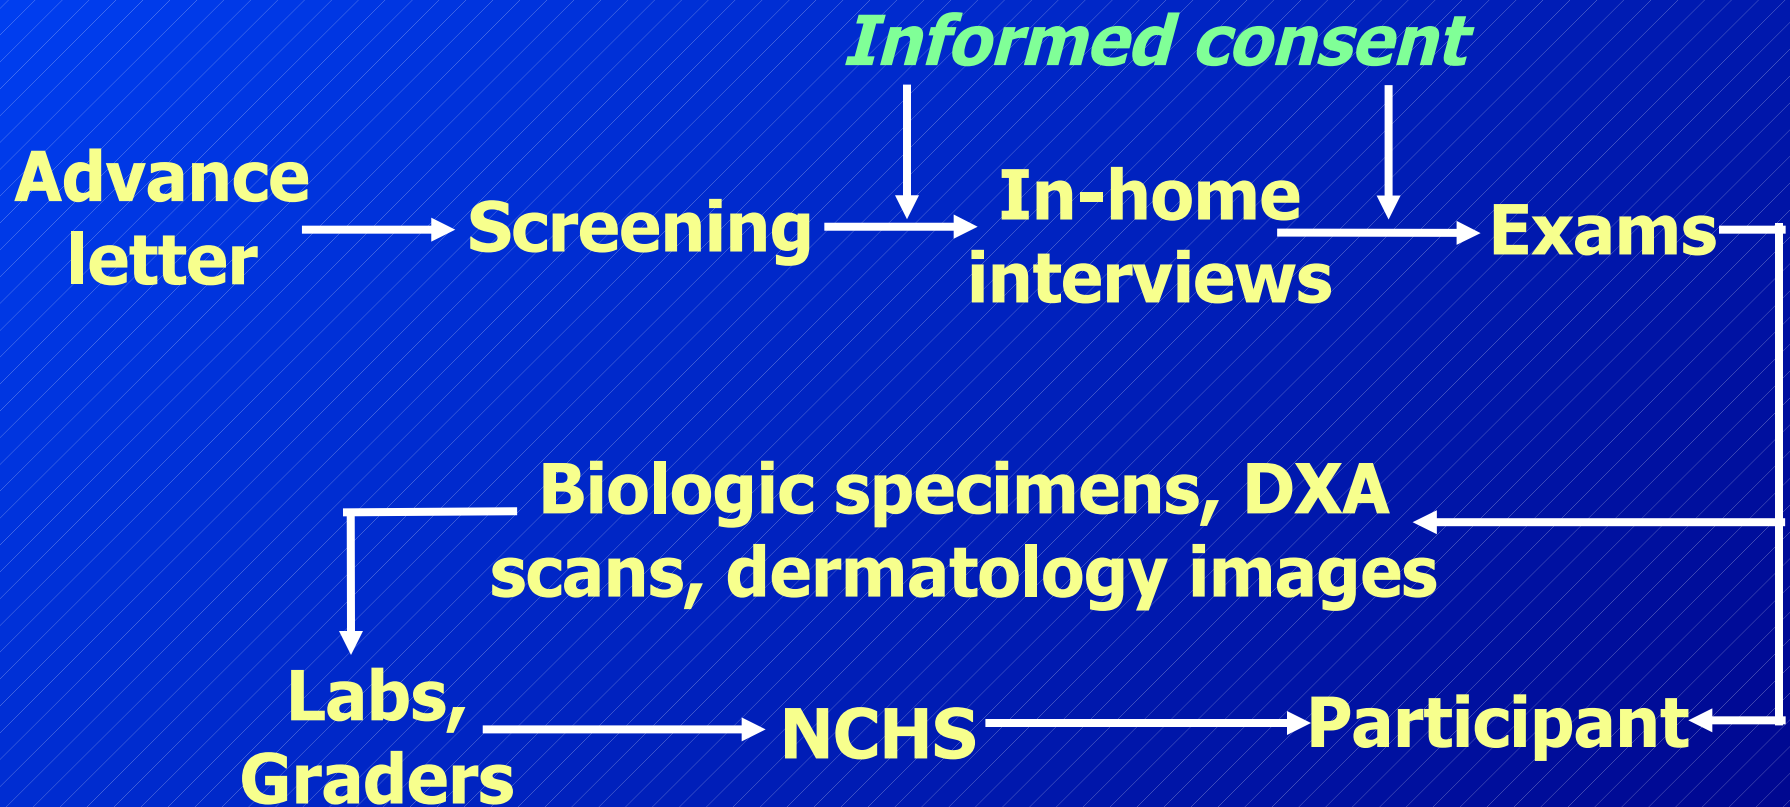 Informed consent
Advance
letter
Screening
In-home
interviews
Exams
Biologic specimens, DXA
scans, dermatology images
Labs,
Graders
NCHS
Participant